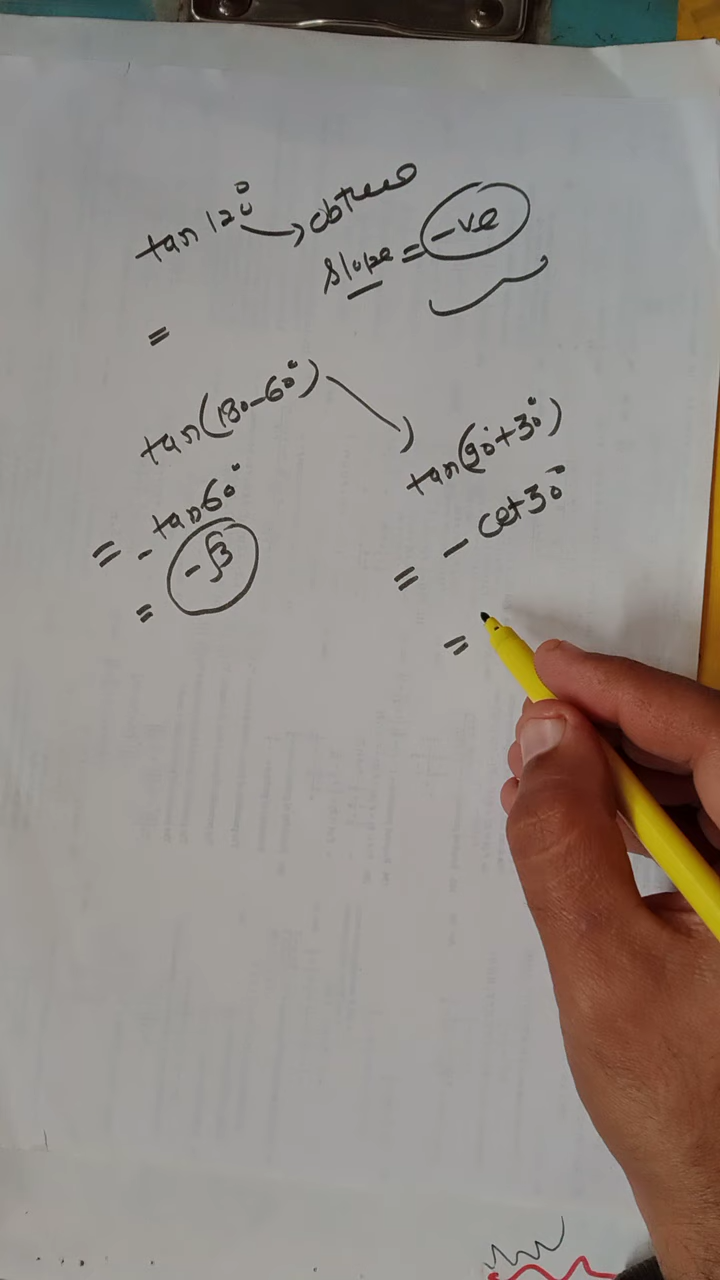 tan 120° → obtuse
slope = -ve
=
tan(180-60°)
= -tan60°
= -√3
tan(90°+30°)
= - cot30°
=